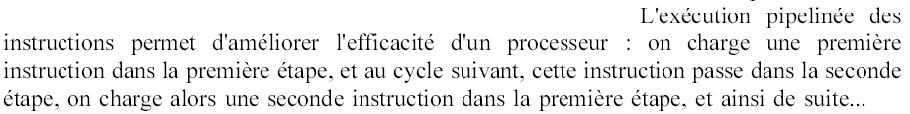 L'exécution pipelinée des
instructions permet d'améliorer l'efficacité d'un processeur : on charge une première
instruction dans la première étape, et au cycle suivant, cette instruction passe dans la seconde
étape, on charge alors une seconde instruction dans la première étape, et ainsi de suite...